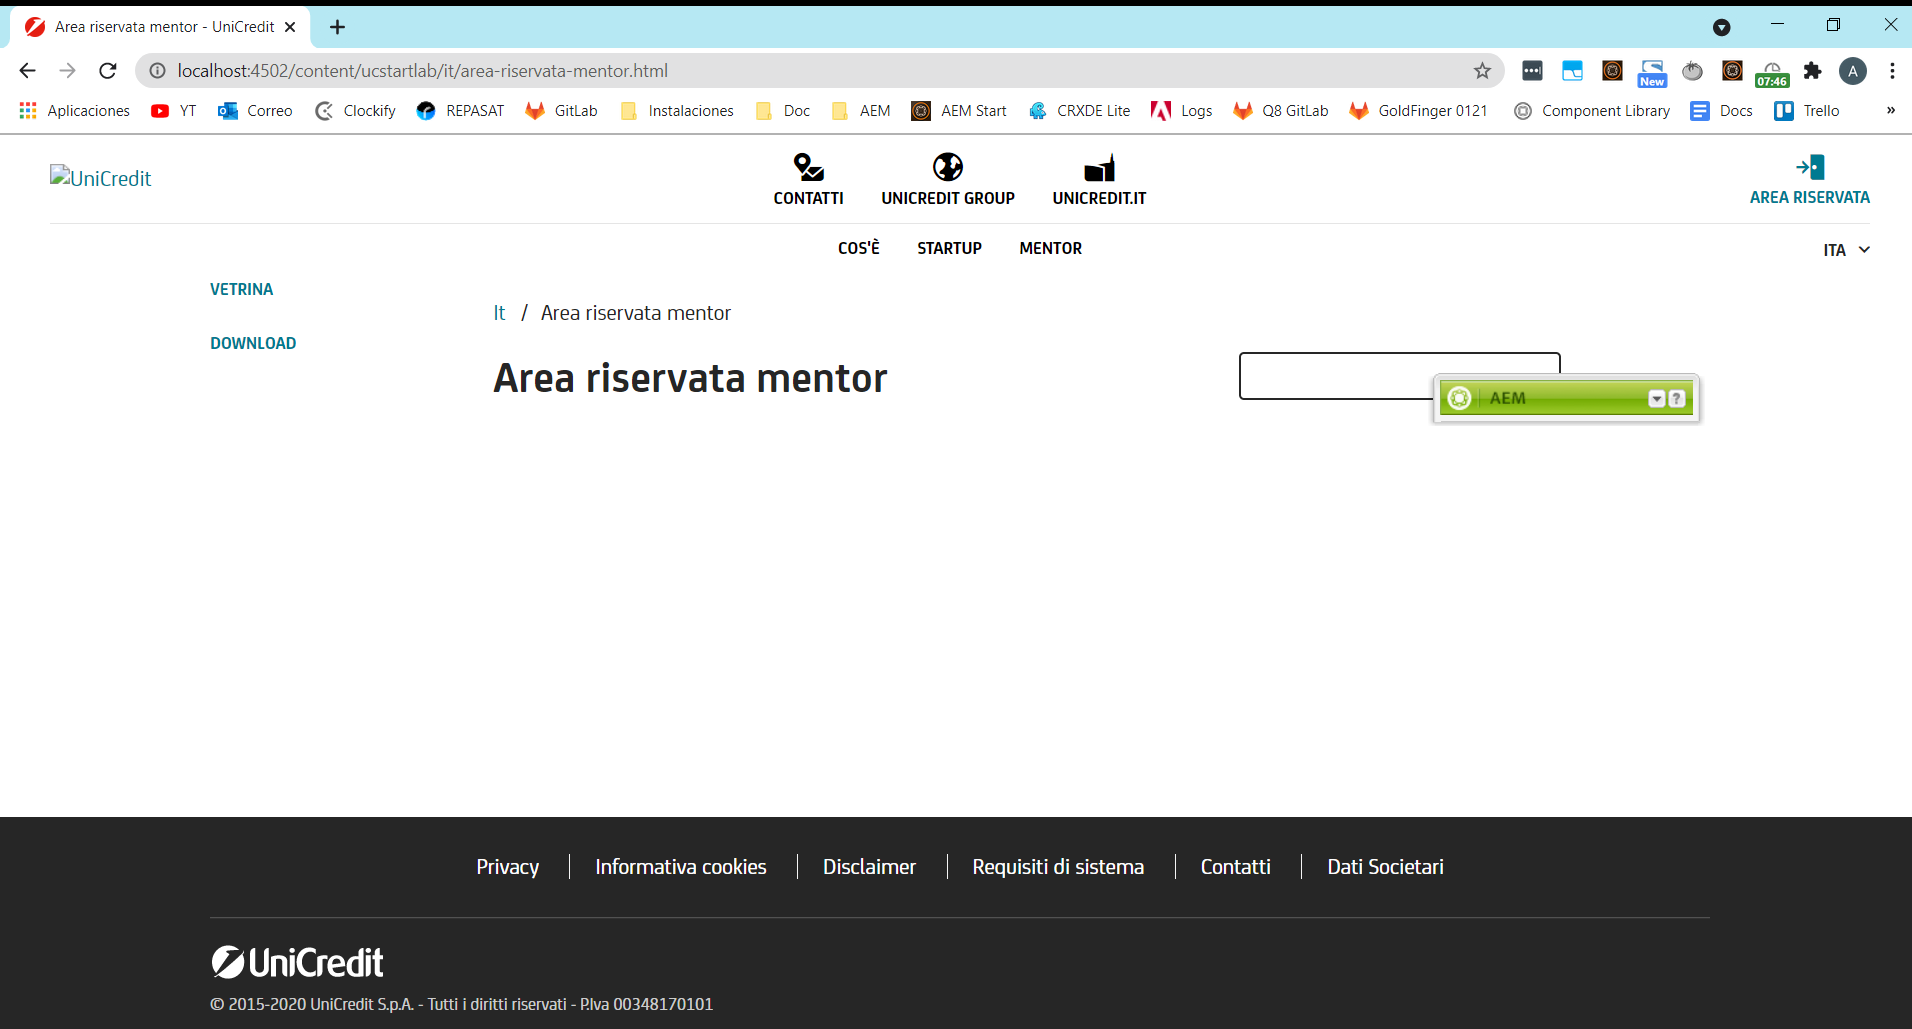 Area riservata mentor - UniCredit
localhost:4502/content/ucstartlab/it/area-riservata-mentor.html
New
07:46
A
Aplicaciones YT Correo Clockify REPASAT GitLab Instalaciones Doc AEM AEM Start CRXDE Lite Logs Q8 GitLab GoldFinger 0121 Component Library Docs Trello »
UniCredit
CONTATTI UNICREDIT GROUP UNICREDIT.IT
AREA RISERVATA
COS'È STARTUP MENTOR
ITA
VETRINA
DOWNLOAD
It / Area riservata mentor
Area riservata mentor
AEM ?
Privacy Informativa cookies Disclaimer Requisiti di sistema Contatti Dati Societari
UniCredit
© 2015-2020 UniCredit S.p.A. - Tutti i diritti riservati - P.Iva 00348170101